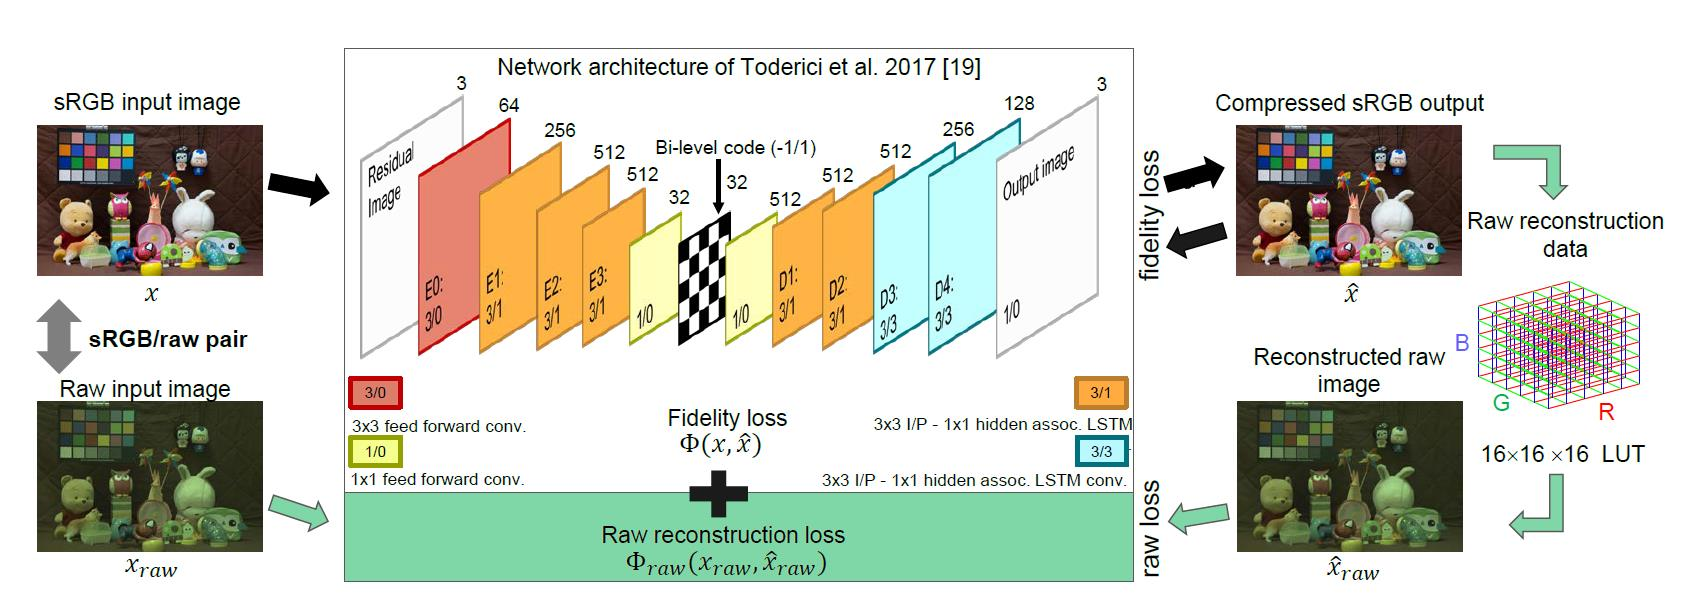 Network architecture of Toderici et al. 2017 [19]
sRGB input image
x
sRGB/raw pair
Raw input image
x_raw
3
64
256
512
512
32
Bi-level code (-1/1)
32
512
512
512
256
128
3
Residual
Image
E0:
3/0
E1:
3/1
E2:
3/1
E3:
3/1
1/0
1/0
D1:
3/1
D2:
3/1
D3:
3/3
D4:
3/3
Output image
1/0
3/0
3x3 feed forward conv.
1/0
1x1 feed forward conv.
3/1
3x3 I/P - 1x1 hidden assoc. LSTM
3/3
3x3 I/P - 1x1 hidden assoc. LSTM conv.
Fidelity loss
Φ(x, x̂)
Raw reconstruction loss
Φ_raw(x_raw, x̂_raw)
fidelity loss
raw loss
Compressed sRGB output
x̂
Raw reconstruction
data
B
G
R
16×16 ×16 LUT
Reconstructed raw
image
x̂_raw